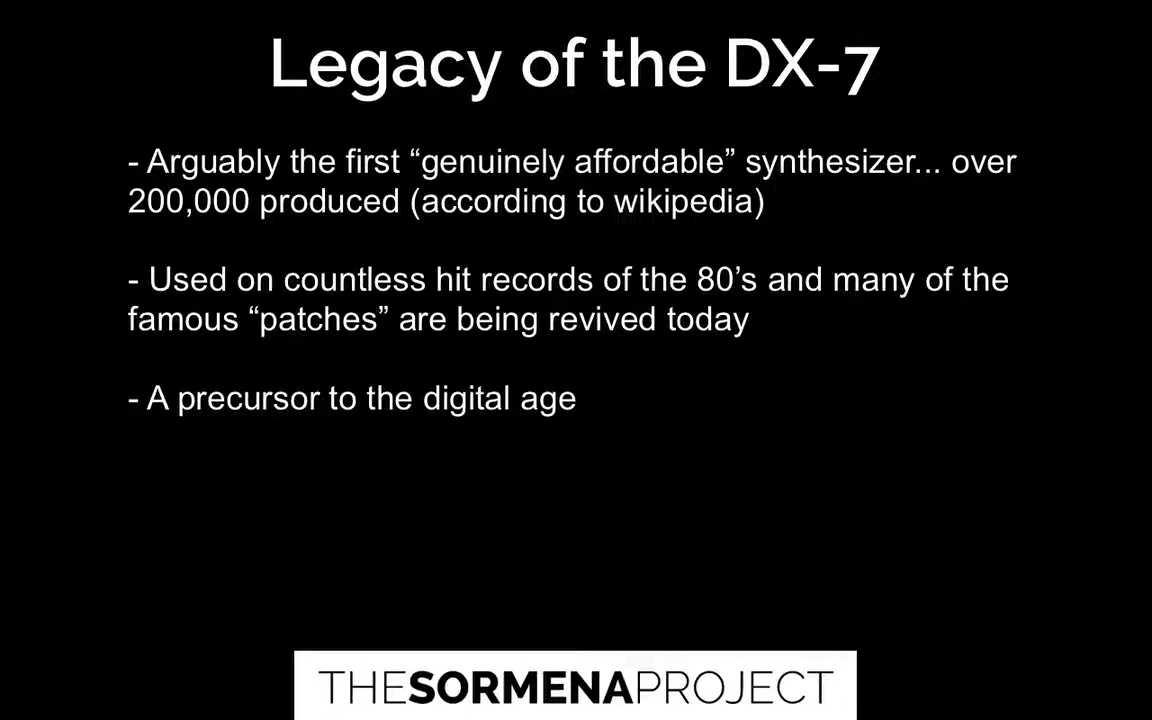 Legacy of the DX-7
- Arguably the first “genuinely affordable” synthesizer... over
200,000 produced (according to wikipedia)
- Used on countless hit records of the 80’s and many of the
famous “patches” are being revived today
- A precursor to the digital age
THESORMENAPROJECT